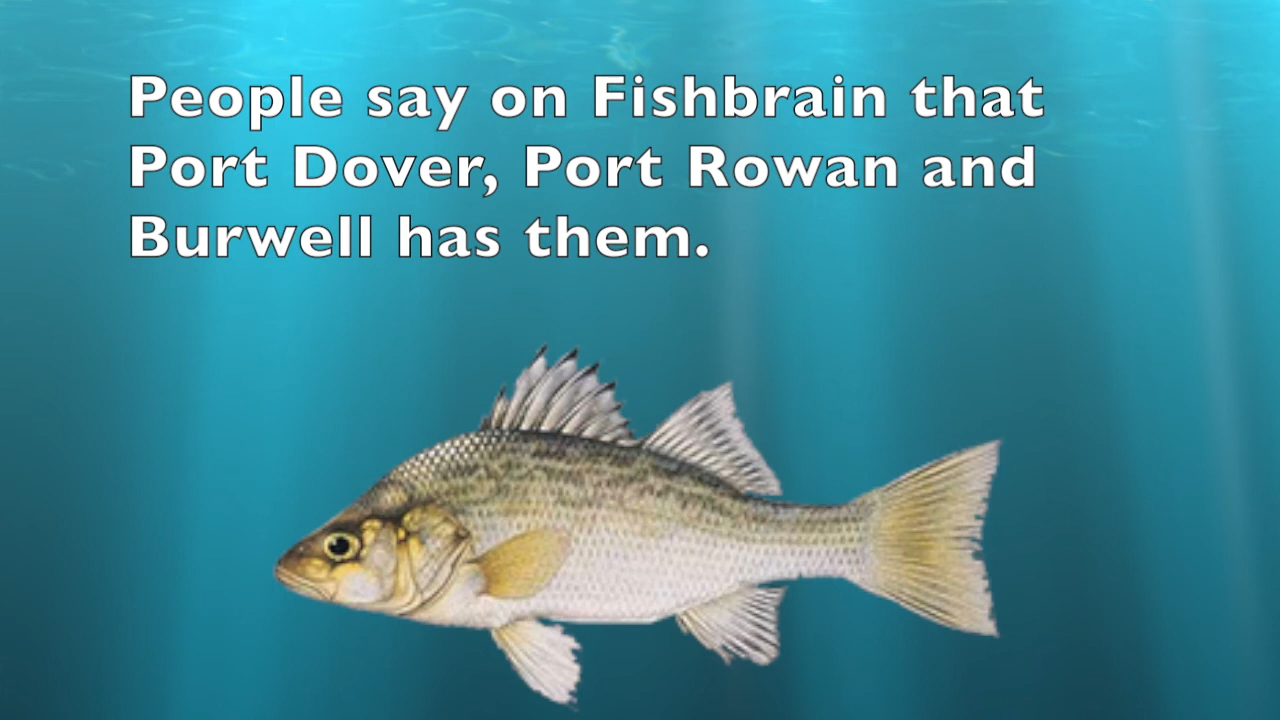 People say on Fishbrain that
Port Dover, Port Rowan and
Burwell has them.